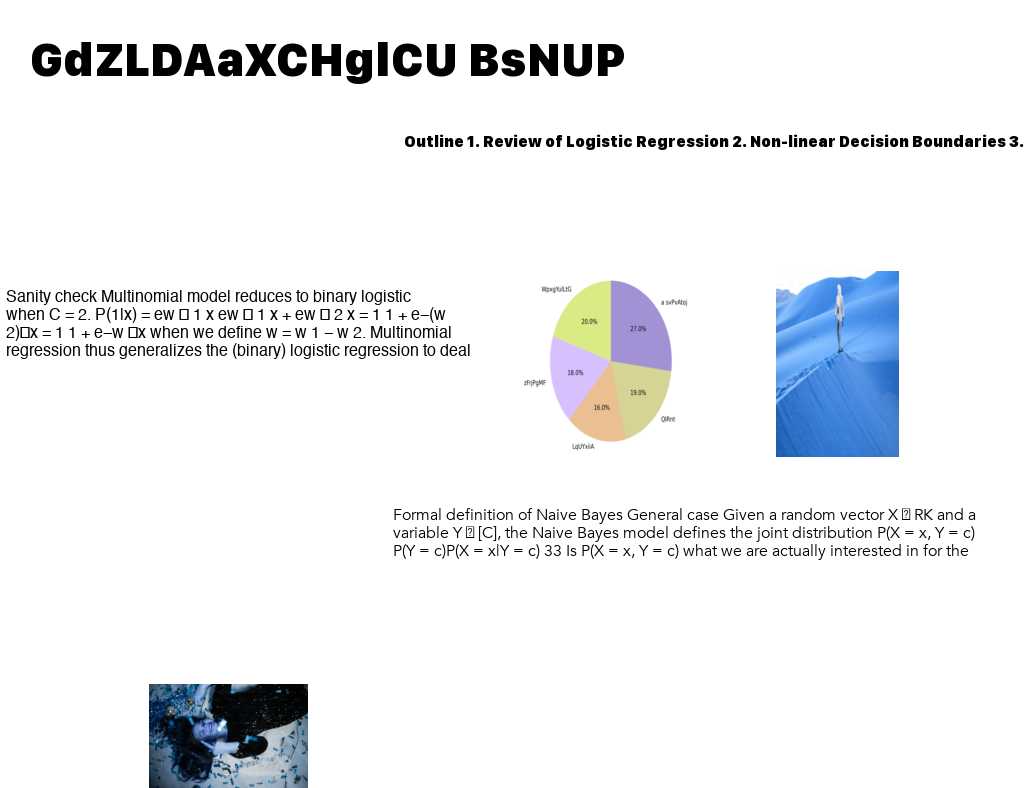 GdZLDAaXCHglCU BsNUP
Outline 1. Review of Logistic Regression 2. Non-linear Decision Boundaries 3.
Sanity check Multinomial model reduces to binary logistic
when C = 2. P(1|x) = ew □ 1 x ew □ 1 x + ew □ 2 x = 1 1 + e−(w
2)□x = 1 1 + e−w □x when we define w = w 1 − w 2. Multinomial
regression thus generalizes the (binary) logistic regression to deal
WpxgYulLtG
a svPvAtoj
20.0%
27.0%
zFrJPgMF
18.0%
19.0%
16.0%
QlRnt
LqUYxiiA
Formal definition of Naive Bayes General case Given a random vector X ⍰ RK and a
variable Y ⍰ [C], the Naive Bayes model defines the joint distribution P(X = x, Y = c)
P(Y = c)P(X = x|Y = c) 33 Is P(X = x, Y = c) what we are actually interested in for the